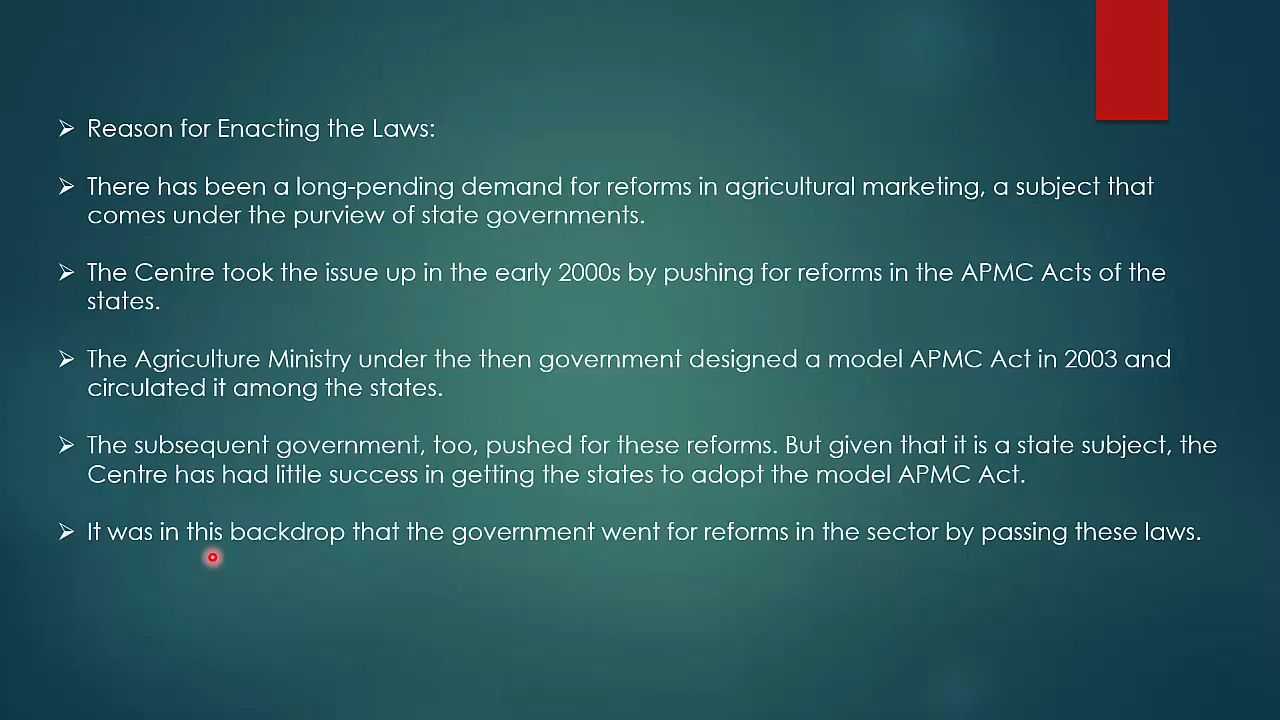 Reason for Enacting the Laws:
There has been a long-pending demand for reforms in agricultural marketing, a subject that
comes under the purview of state governments.
The Centre took the issue up in the early 2000s by pushing for reforms in the APMC Acts of the
states.
The Agriculture Ministry under the then government designed a model APMC Act in 2003 and
circulated it among the states.
The subsequent government, too, pushed for these reforms. But given that it is a state subject, the
Centre has had little success in getting the states to adopt the model APMC Act.
It was in this backdrop that the government went for reforms in the sector by passing these laws.